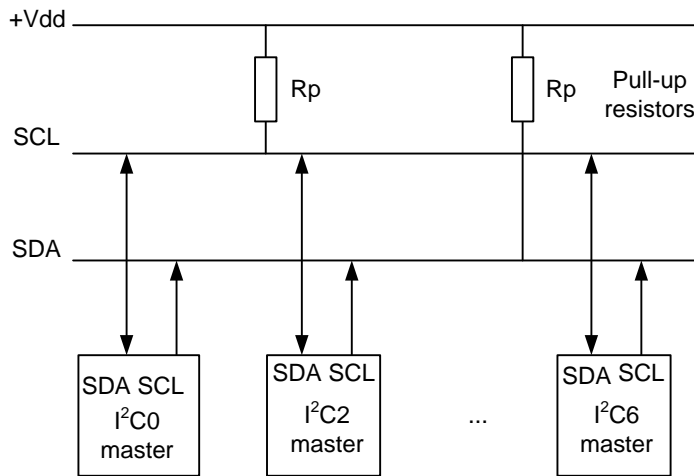 +Vdd
Rp
Rp
Pull-up
resistors
SCL
SDA
SDA SCL
I²C0
master
SDA SCL
I²C2
master
...
SDA SCL
I²C6
master